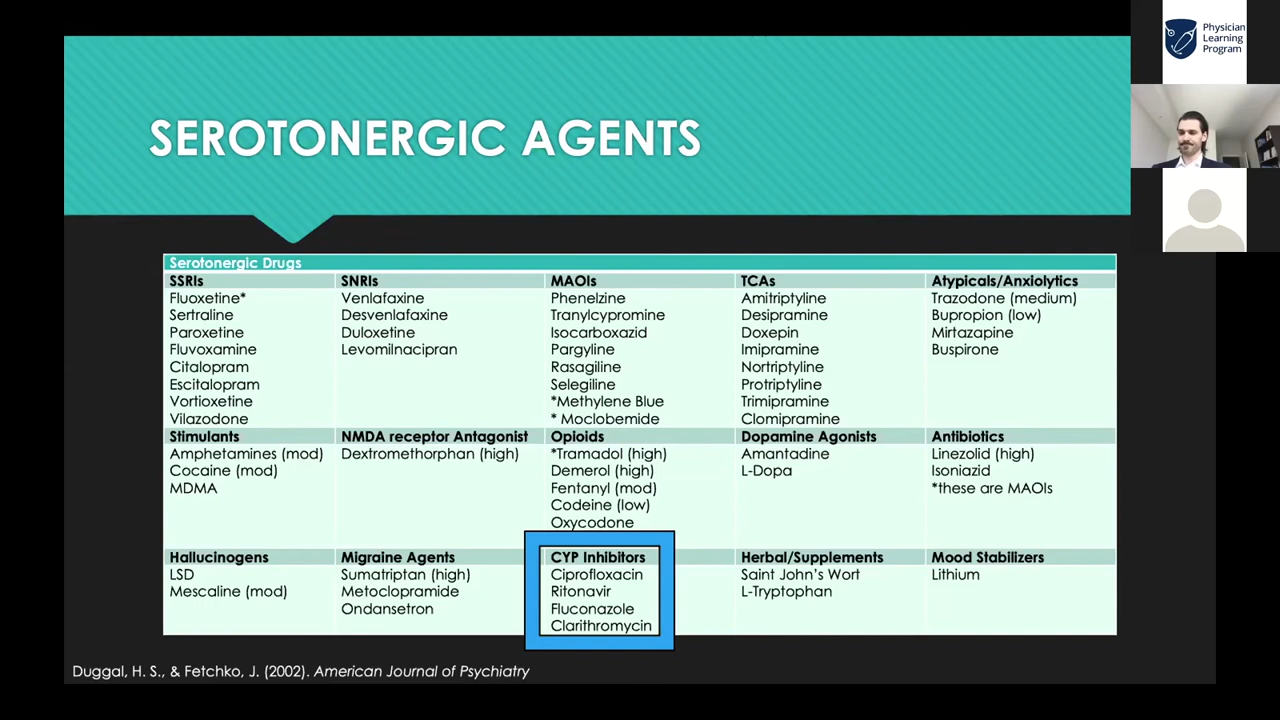 Physician
Learning
Program
SEROTONERGIC AGENTS
Serotonergic Drugs
SSRIs
Fluoxetine*
Sertraline
Paroxetine
Fluvoxamine
Citalopram
Escitalopram
Vortioxetine
Vilazodone
SNRIs
Venlafaxine
Desvenlafaxine
Duloxetine
Levomilnacipran
MAOIs
Phenelzine
Tranylcypromine
Isocarboxazid
Pargyline
Rasagiline
Selegiline
*Methylene Blue
* Moclobemide
TCAs
Amitriptyline
Desipramine
Doxepin
Imipramine
Nortriptyline
Protriptyline
Trimipramine
Clomipramine
Atypicals/Anxiolytics
Trazodone (medium)
Bupropion (low)
Mirtazapine
Buspirone
Stimulants
Amphetamines (mod)
Cocaine (mod)
MDMA
NMDA receptor Antagonist
Dextromethorphan (high)
Opioids
*Tramadol (high)
Demerol (high)
Fentanyl (mod)
Codeine (low)
Oxycodone
Dopamine Agonists
Amantadine
L-Dopa
Antibiotics
Linezolid (high)
Isoniazid
*these are MAOIs
Hallucinogens
LSD
Mescaline (mod)
Migraine Agents
Sumatriptan (high)
Metoclopramide
Ondansetron
CYP Inhibitors
Ciprofloxacin
Ritonavir
Fluconazole
Clarithromycin
Herbal/Supplements
Saint John's Wort
L-Tryptophan
Mood Stabilizers
Lithium
Duggal, H. S., & Fetchko, J. (2002). American Journal of Psychiatry